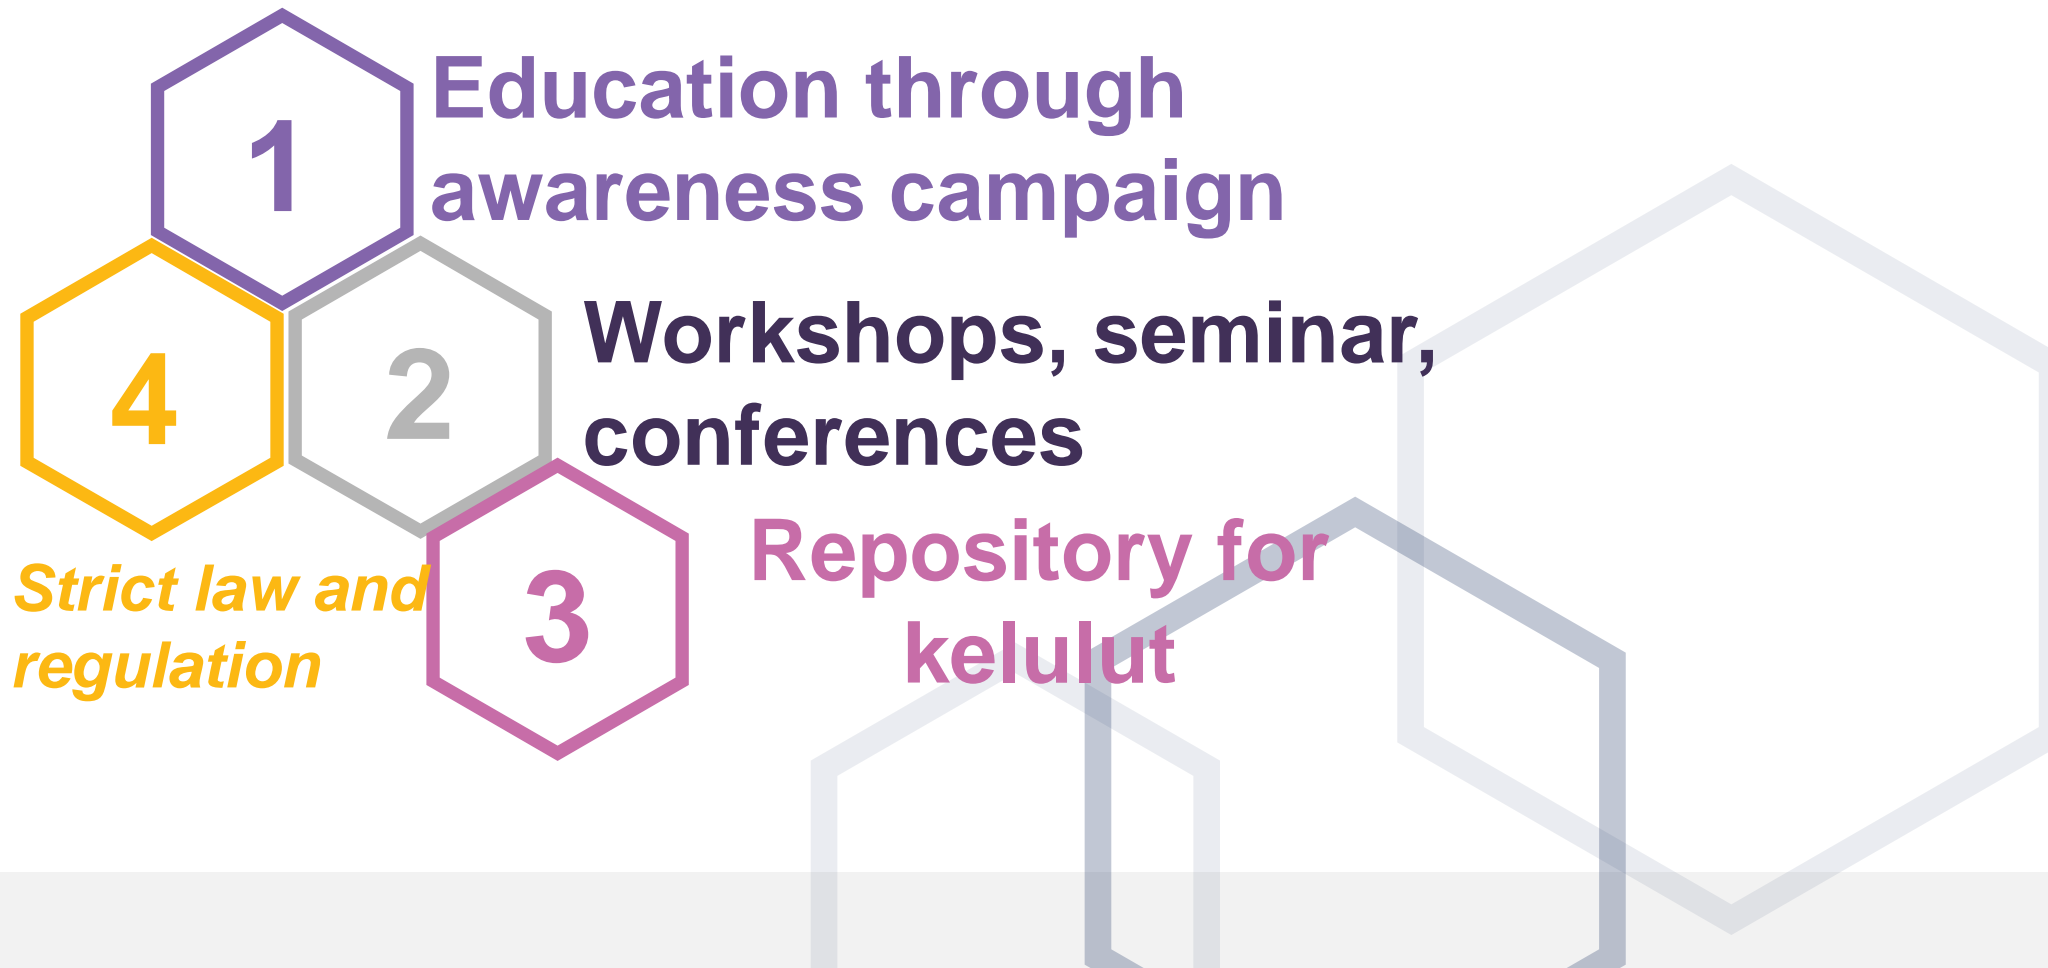 1
Education through
awareness campaign
2
Workshops, seminar,
conferences
3
Repository for
kelulut
4
Strict law and
regulation